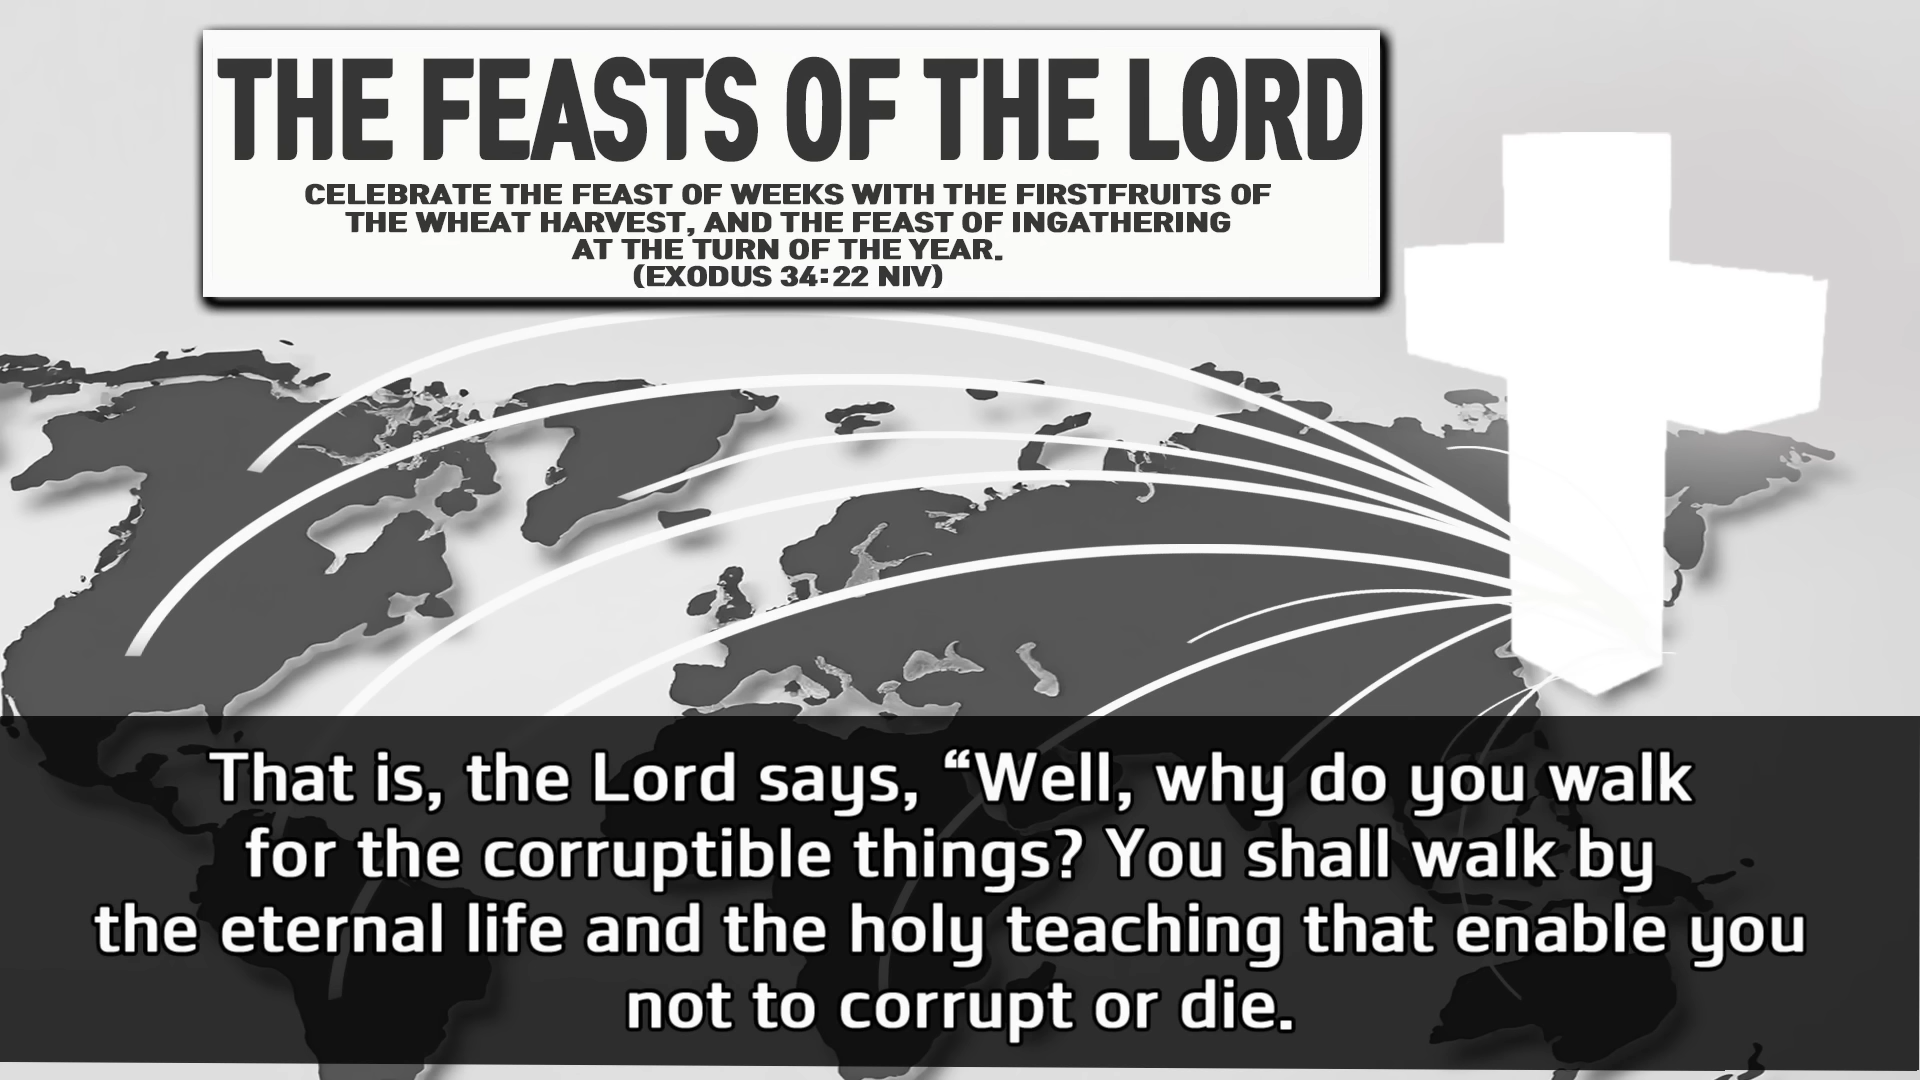 THE FEASTS OF THE LORD
CELEBRATE THE FEAST OF WEEKS WITH THE FIRSTFRUITS OF
THE WHEAT HARVEST, AND THE FEAST OF INGATHERING
AT THE TURN OF THE YEAR.
(EXODUS 34:22 NIV)
That is, the Lord says, “Well, why do you walk
for the corruptible things? You shall walk by
the eternal life and the holy teaching that enable you
not to corrupt or die.